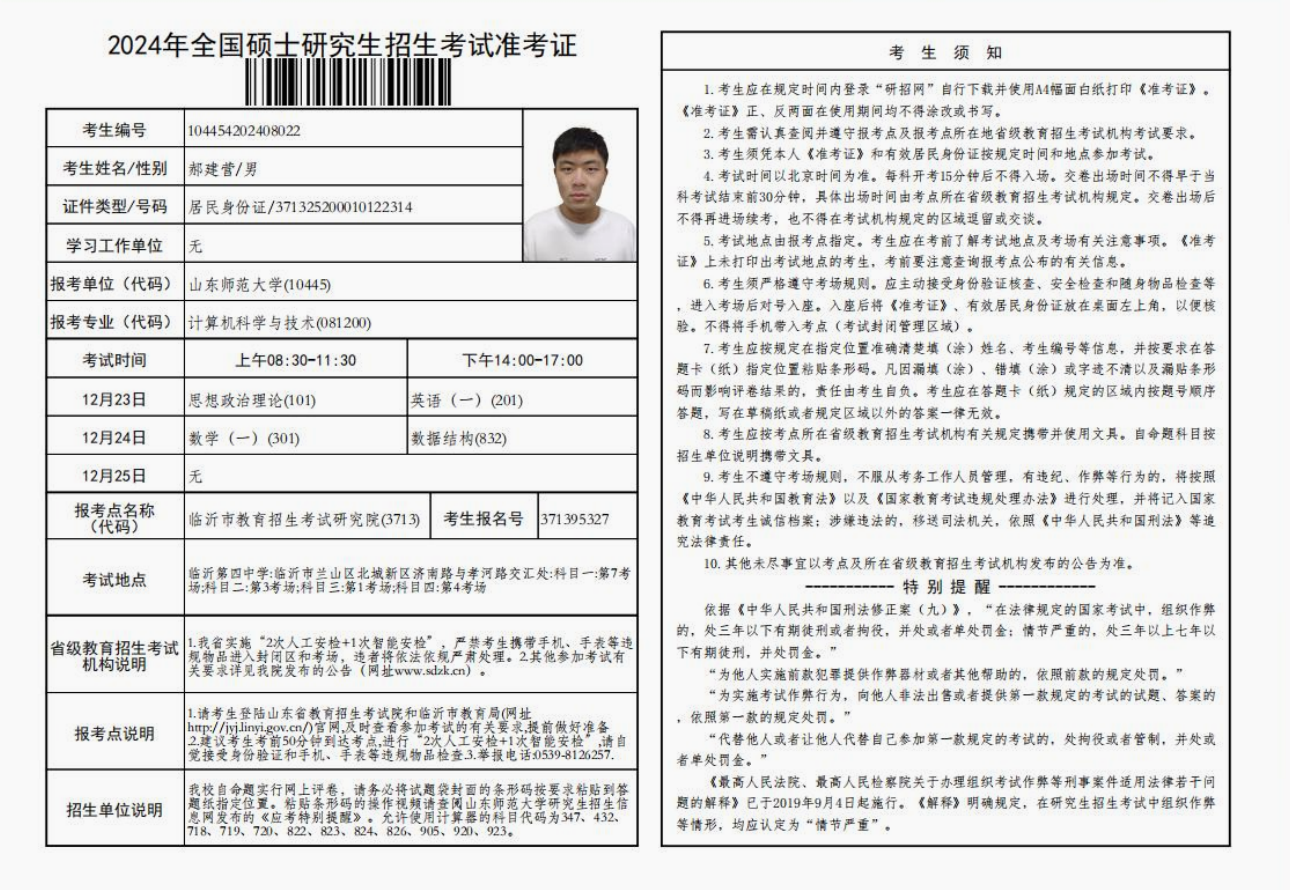 2024年全国硕士研究生招生考试准考证
考生编号
104454202408022
考生姓名/性别
郝建营/男
证件类型/号码
居民身份证/371325200010122314
学习工作单位
无
报考单位（代码）
山东师范大学(10445)
报考专业（代码）
计算机科学与技术(081200)
考试时间
上午08:30-11:30
下午14:00-17:00
12月23日
思想政治理论(101)
英语（一）(201)
12月24日
数学（一）(301)
数据结构(832)
12月25日
无
报考点名称
（代码）
临沂市教育招生考试研究院(3713)
考生报名号
371395327
考试地点
临沂第四中学:临沂市兰山区北城新区济南路与孝河路交汇处:科目一:第7考
场;科目二:第3考场;科目三:第1考场;科目四:第4考场
省级教育招生考试
机构说明
1.我省实施“2次人工安检+1次智能安检”，严禁考生携带手机、手表等违
规物品进入封闭区和考场，违者将依法依规严肃处理。2.其他参加考试有
关要求详见我院发布的公告（网址www.sdzk.cn）。
报考点说明
1.请考生登陆山东省教育招生考试院和临沂市教育局(网址
http://jyj.linyi.gov.cn/)官网,及时查看参加考试的有关要求,提前做好准备
.2.建议考生考前50分钟到达考点,进行“2次人工安检+1次智能安检”,请自
觉接受身份验证和手机、手表等违规物品检查.3.举报电话:0539-8126257.
招生单位说明
我校自命题实行网上评卷，请务必将试题袋封面的条形码按要求粘贴到答
题纸指定位置。粘贴条形码的操作视频请查阅山东师范大学研究生招生信
息网发布的《应考特别提醒》。允许使用计算器的科目代码为347、432、
718、719、720、822、823、824、826、905、920、923。
考 生 须 知
1. 考生应在规定时间内登录“研招网”自行下载并使用A4幅面白纸打印《准考证》。
《准考证》正、反两面在使用期间均不得涂改或书写。
2. 考生需认真查阅并遵守报考点及报考点所在地省级教育招生考试机构考试要求。
3. 考生须凭本人《准考证》和有效居民身份证按规定时间和地点参加考试。
4. 考试时间以北京时间为准。每科开考15分钟后不得入场。交卷出场时间不得早于当
科考试结束前30分钟，具体出场时间由考点所在省级教育招生考试机构规定。交卷出场后
不得再进场续考，也不得在考试机构规定的区域逗留或交谈。
5. 考试地点由报考点指定。考生应在考前了解考试地点及考场有关注意事项。《准考
证》上未打印出考试地点的考生，考前要注意查询报考点公布的有关信息。
6. 考生须严格遵守考场规则。应主动接受身份验证核查、安全检查和随身物品检查等
，进入考场后对号入座。入座后将《准考证》、有效居民身份证放在桌面左上角，以便核
验。不得将手机带入考点（考试封闭管理区域）。
7. 考生应按规定在指定位置准确清楚填（涂）姓名、考生编号等信息，并按要求在答
题卡（纸）指定位置粘贴条形码。凡因漏填（涂）、错填（涂）或字迹不清以及漏贴条形
码而影响评卷结果的，责任由考生自负。考生应在答题卡（纸）规定的区域内按题号顺序
答题，写在草稿纸或者规定区域以外的答案一律无效。
8. 考生应按考点所在省级教育招生考试机构有关规定携带并使用文具。自命题科目按
招生单位说明携带文具。
9. 考生不遵守考场规则，不服从考务工作人员管理，有违纪、作弊等行为的，将按照
《中华人民共和国教育法》以及《国家教育考试违规处理办法》进行处理，并将记入国家
教育考试考生诚信档案；涉嫌违法的，移送司法机关，依照《中华人民共和国刑法》等追
究法律责任。
10. 其他未尽事宜以考点及所在省级教育招生考试机构发布的公告为准。
----------- 特 别 提 醒 ------------
依据《中华人民共和国刑法修正案（九）》，“在法律规定的国家考试中，组织作弊
的，处三年以下有期徒刑或者拘役，并处或者单处罚金；情节严重的，处三年以上七年以
下有期徒刑，并处罚金。”
“为他人实施前款犯罪提供作弊器材或者其他帮助的，依照前款的规定处罚。”
“为实施考试作弊行为，向他人非法出售或者提供第一款规定的考试的试题、答案的
，依照第一款的规定处罚。”
“代替他人或者让他人代替自己参加第一款规定的考试的，处拘役或者管制，并处或
者单处罚金。”
《最高人民法院、最高人民检察院关于办理组织考试作弊等刑事案件适用法律若干问
题的解释》已于2019年9月4日起施行。《解释》明确规定，在研究生招生考试中组织作弊
等情形，均应认定为“情节严重”。